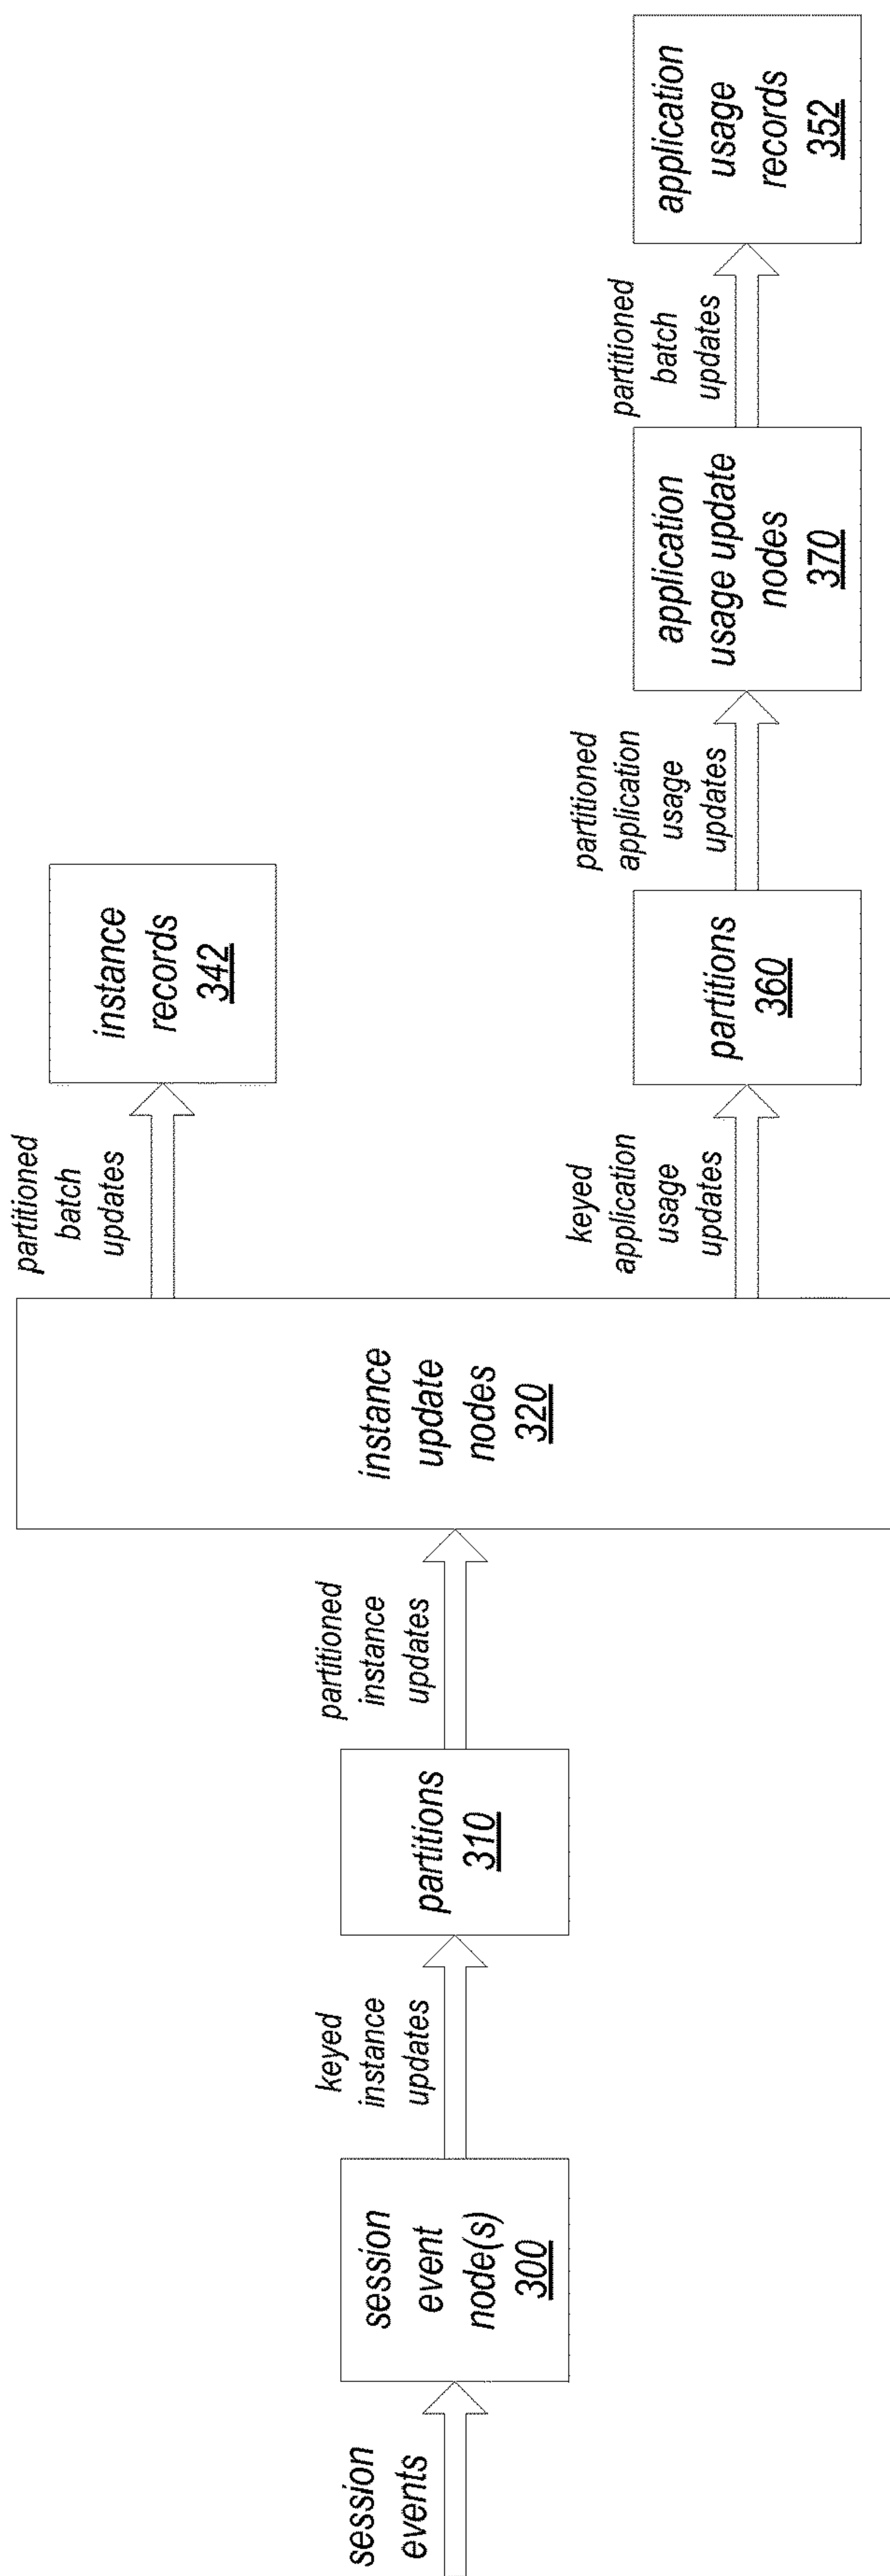 session
events
session
event
node(s)
300
keyed
instance
updates
partitions
310
partitioned
instance
updates
instance
update
nodes
320
partitioned
batch
updates
instance
records
342
keyed
application
usage
updates
partitions
360
partitioned
application
usage
updates
application
usage update
nodes
370
partitioned
batch
updates
application
usage
records
352